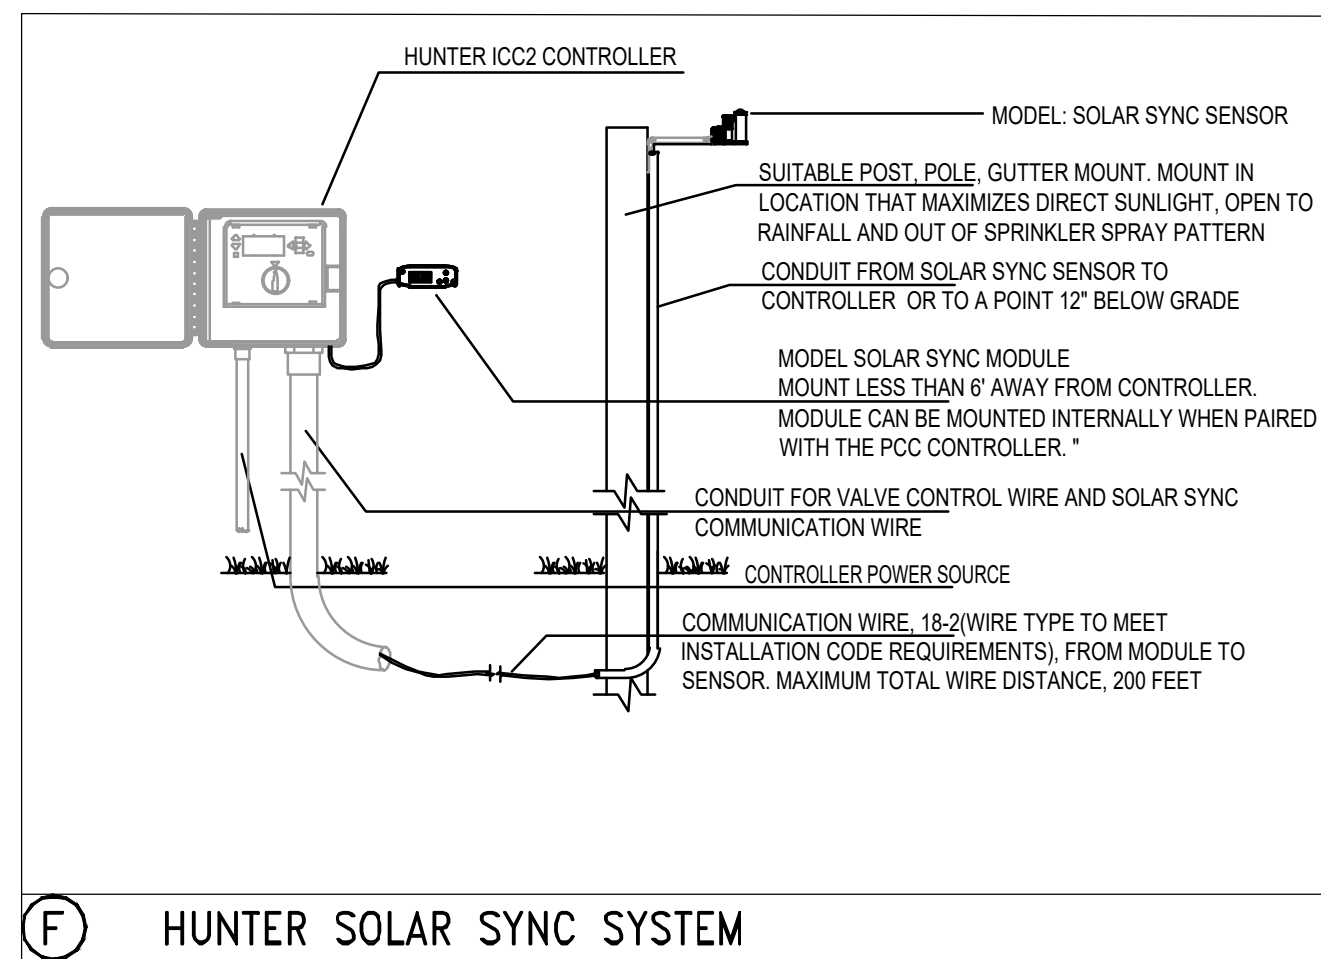 HUNTER ICC2 CONTROLLER
MODEL: SOLAR SYNC SENSOR
SUITABLE POST, POLE, GUTTER MOUNT. MOUNT IN
LOCATION THAT MAXIMIZES DIRECT SUNLIGHT, OPEN TO
RAINFALL AND OUT OF SPRINKLER SPRAY PATTERN
CONDUIT FROM SOLAR SYNC SENSOR TO
CONTROLLER OR TO A POINT 12" BELOW GRADE
MODEL SOLAR SYNC MODULE
MOUNT LESS THAN 6' AWAY FROM CONTROLLER.
MODULE CAN BE MOUNTED INTERNALLY WHEN PAIRED
WITH THE PCC CONTROLLER. "
CONDUIT FOR VALVE CONTROL WIRE AND SOLAR SYNC
COMMUNICATION WIRE
CONTROLLER POWER SOURCE
COMMUNICATION WIRE, 18-2(WIRE TYPE TO MEET
INSTALLATION CODE REQUIREMENTS), FROM MODULE TO
SENSOR. MAXIMUM TOTAL WIRE DISTANCE, 200 FEET
F HUNTER SOLAR SYNC SYSTEM